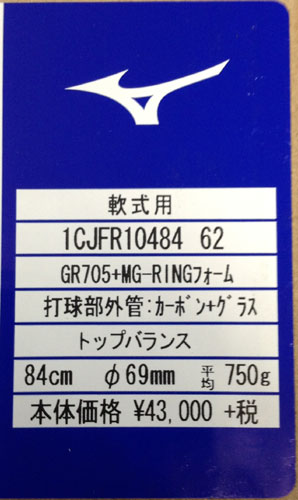 軟式用
1CJFR10484 62
GR705+MG-RINGフォーム
打球部外管:カーボン+グラス
トップバランス
84cm φ69mm 平均 750g
本体価格 ¥43,000 +税